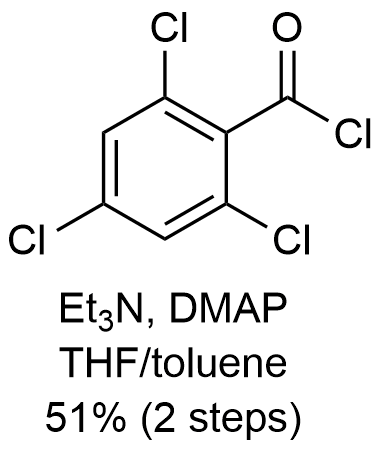 Cl
O
Cl
Cl
Cl
Et₃N, DMAP
THF/toluene
51% (2 steps)